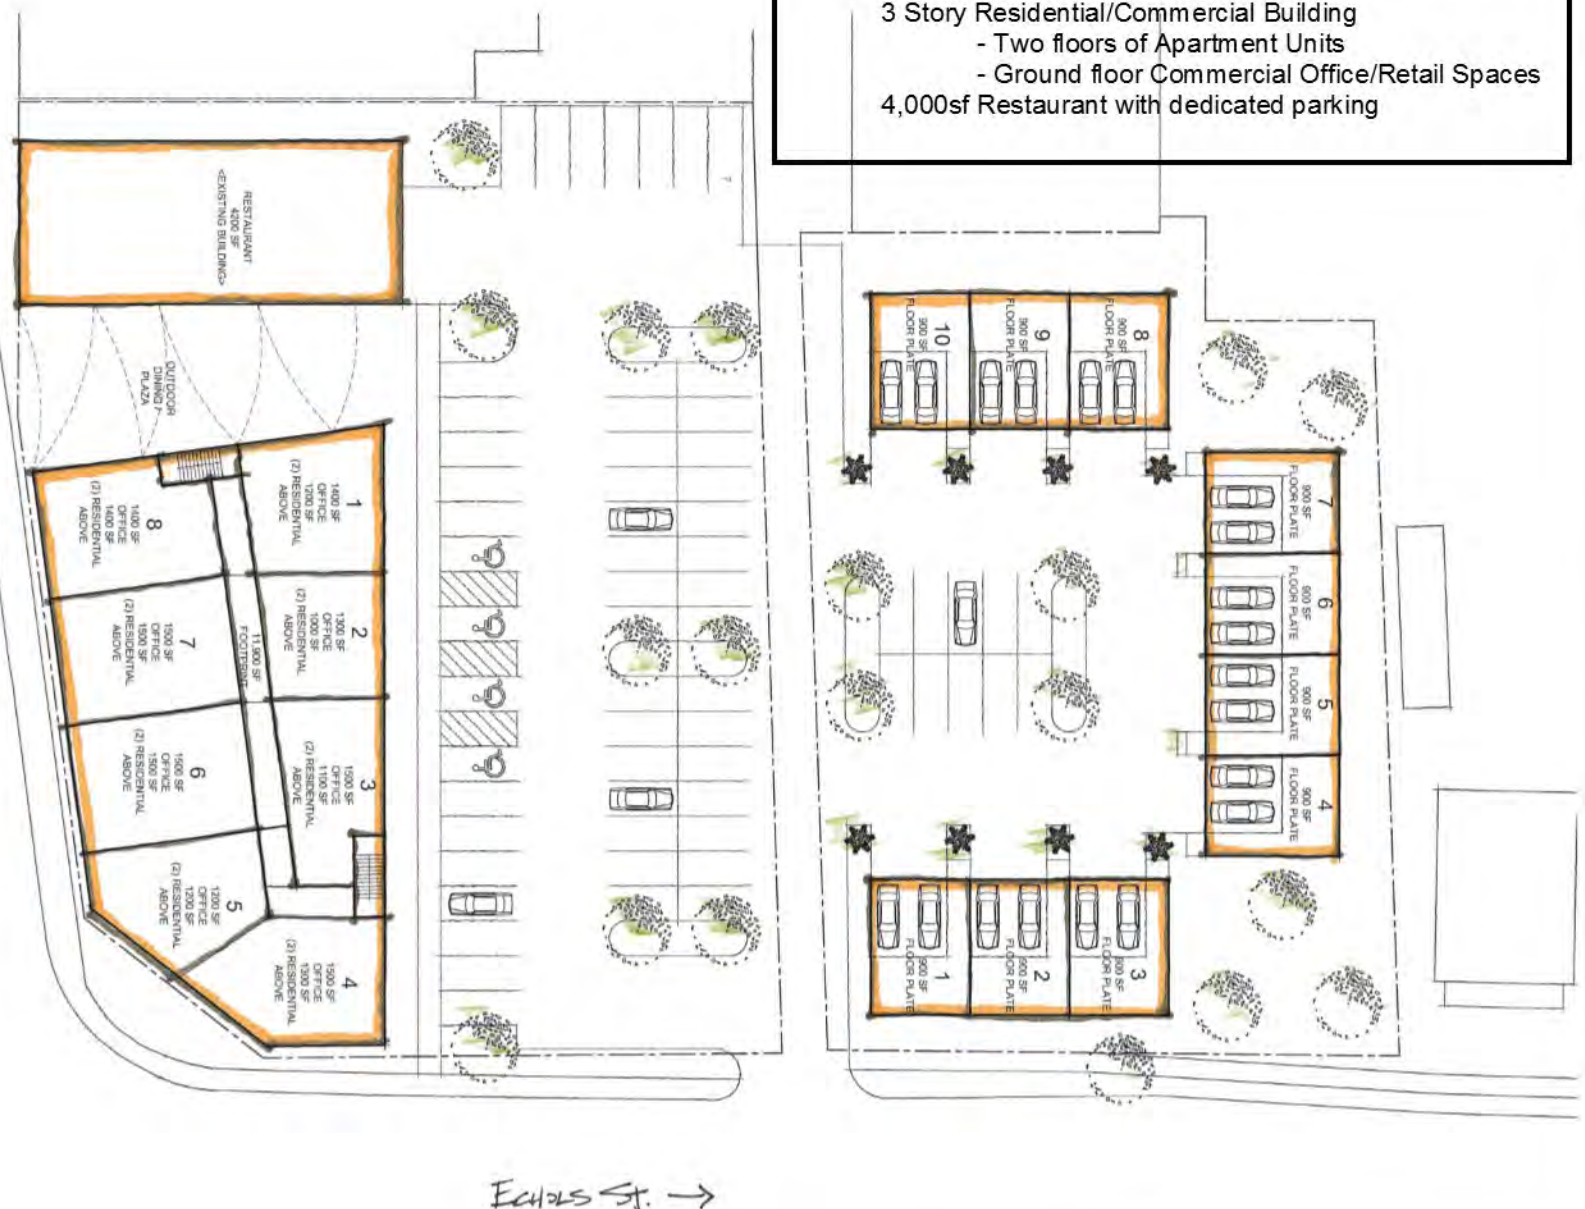 3 Story Residential/Commercial Building
- Two floors of Apartment Units
- Ground floor Commercial Office/Retail Spaces
4,000sf Restaurant with dedicated parking
RESTAURANT
4200 SF
<EXISTING BUILDING>
OUTDOOR
DINING
PLAZA
1
1400 SF
OFFICE
1200 SF
(2) RESIDENTIAL
ABOVE
8
1400 SF
OFFICE
1400 SF
(2) RESIDENTIAL
ABOVE
2
1300 SF
OFFICE
1000 SF
(2) RESIDENTIAL
ABOVE
7
1500 SF
OFFICE
1500 SF
(2) RESIDENTIAL
ABOVE
11,900 SF
FOOTPRINT
3
1500 SF
OFFICE
1100 SF
(2) RESIDENTIAL
ABOVE
6
1500 SF
OFFICE
1500 SF
(2) RESIDENTIAL
ABOVE
5
1200 SF
OFFICE
1200 SF
(2) RESIDENTIAL
ABOVE
4
1500 SF
OFFICE
1300 SF
(2) RESIDENTIAL
ABOVE
7
10
900 SF
FLOOR PLATE
9
900 SF
FLOOR PLATE
8
900 SF
FLOOR PLATE
7
900 SF
FLOOR PLATE
6
900 SF
FLOOR PLATE
5
900 SF
FLOOR PLATE
4
900 SF
FLOOR PLATE
1
900 SF
FLOOR PLATE
2
900 SF
FLOOR PLATE
3
900 SF
FLOOR PLATE
Echols St. →